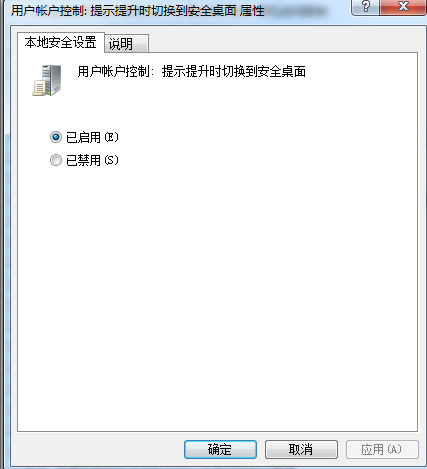 用户帐户控制: 提示提升时切换到安全桌面 属性
本地安全设置 说明
用户帐户控制: 提示提升时切换到安全桌面
已启用(E)
已禁用(S)
确定 取消 应用(A)